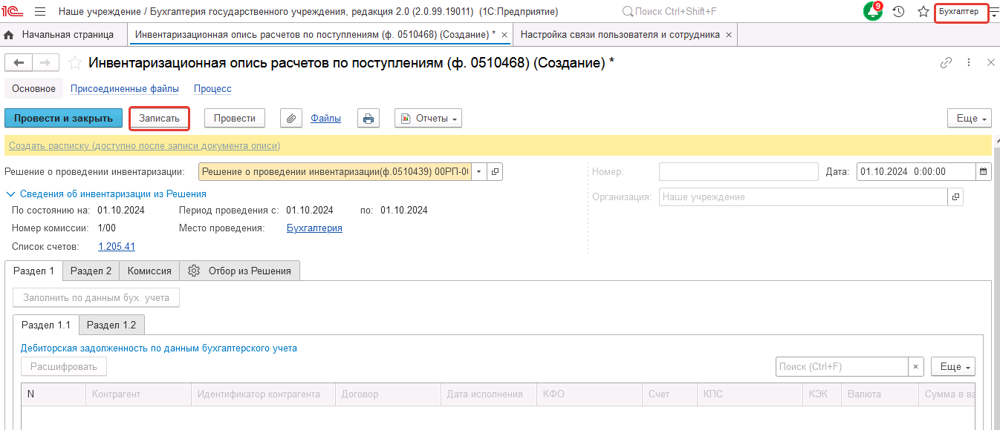 1С Наше учреждение / Бухгалтерия государственного учреждения, редакция 2.0 (2.0.99.19011) (1С:Предприятие) Поиск Ctrl+Shift+F 9 Бухгалтер
Начальная страница Инвентаризационная опись расчетов по поступлениям (ф. 0510468) (Создание) * × Настройка связи пользователя и сотрудника ×
Инвентаризационная опись расчетов по поступлениям (ф. 0510468) (Создание) *
Основное Присоединенные файлы Процесс
Провести и закрыть Записать Провести Файлы Отчеты Еще
Создать расписку (доступно после записи документа описи)
Решение о проведении инвентаризации: Решение о проведении инвентаризации(ф.0510439) 00РП-0 Номер: Дата: 01.10.2024 0:00:00
Сведения об инвентаризации из Решения Организация: Наше учреждение
По состоянию на: 01.10.2024 Период проведения с: 01.10.2024 по: 01.10.2024
Номер комиссии: 1/00 Место проведения: Бухгалтерия
Список счетов: 1.205.41
Раздел 1 Раздел 2 Комиссия Отбор из Решения
Заполнить по данным бух. учета
Раздел 1.1 Раздел 1.2
Дебиторская задолженность по данным бухгалтерского учета
Расшифровать Поиск (Ctrl+F) × Еще
N Контрагент Идентификатор контрагента Договор Дата исполнения КФО Счет КПС КЭК Валюта Сумма в ва